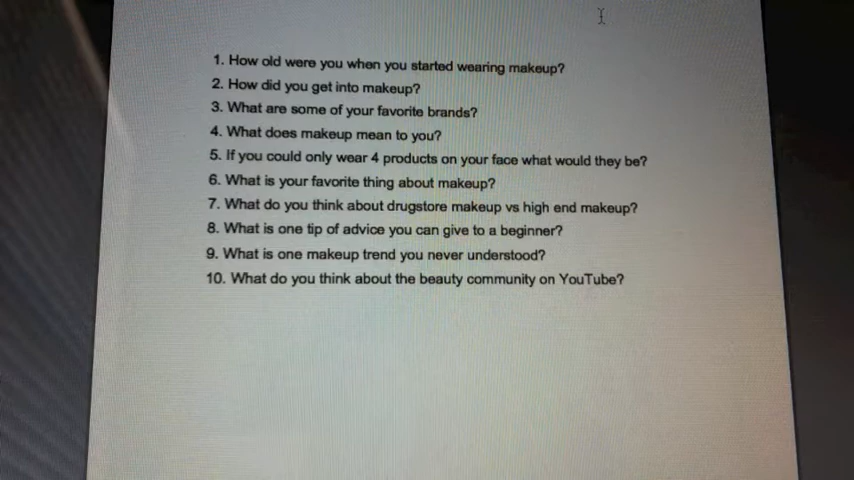 1. How old were you when you started wearing makeup?
2. How did you get into makeup?
3. What are some of your favorite brands?
4. What does makeup mean to you?
5. If you could only wear 4 products on your face what would they be?
6. What is your favorite thing about makeup?
7. What do you think about drugstore makeup vs high end makeup?
8. What is one tip of advice you can give to a beginner?
9. What is one makeup trend you never understood?
10. What do you think about the beauty community on YouTube?